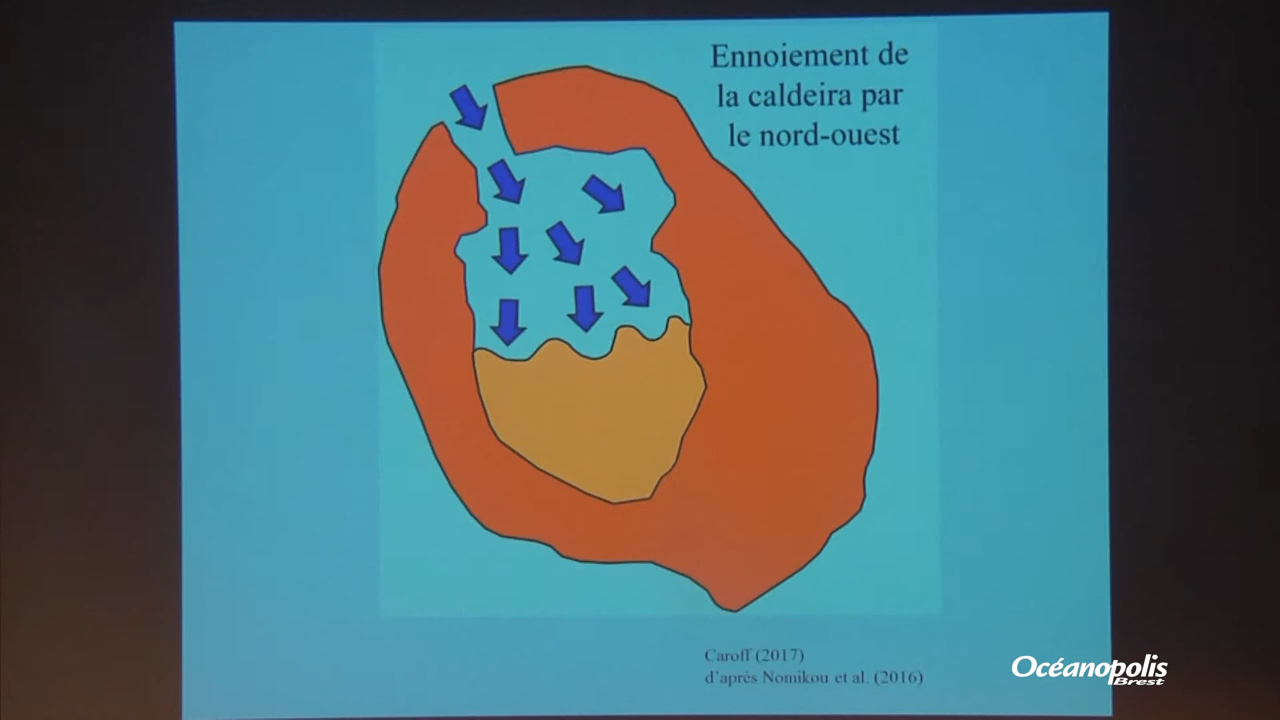 Ennoiement de
la caldeira par
le nord-ouest
Caroff (2017)
d'après Nomikou et al. (2016)
Océanopolis
Brest